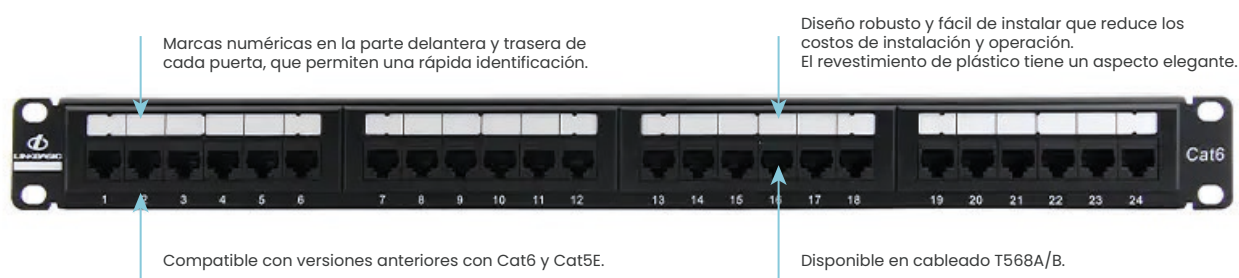 Diseño robusto y fácil de instalar que reduce los
costos de instalación y operación.
El revestimiento de plástico tiene un aspecto elegante.
Marcas numéricas en la parte delantera y trasera de
cada puerta, que permiten una rápida identificación.
LINKBASIC
Cat6
1 2 3 4 5 6 7 8 9 10 11 12 13 14 15 16 17 18 19 20 21 22 23 24
Compatible con versiones anteriores con Cat6 y Cat5E.
Disponible en cableado T568A/B.